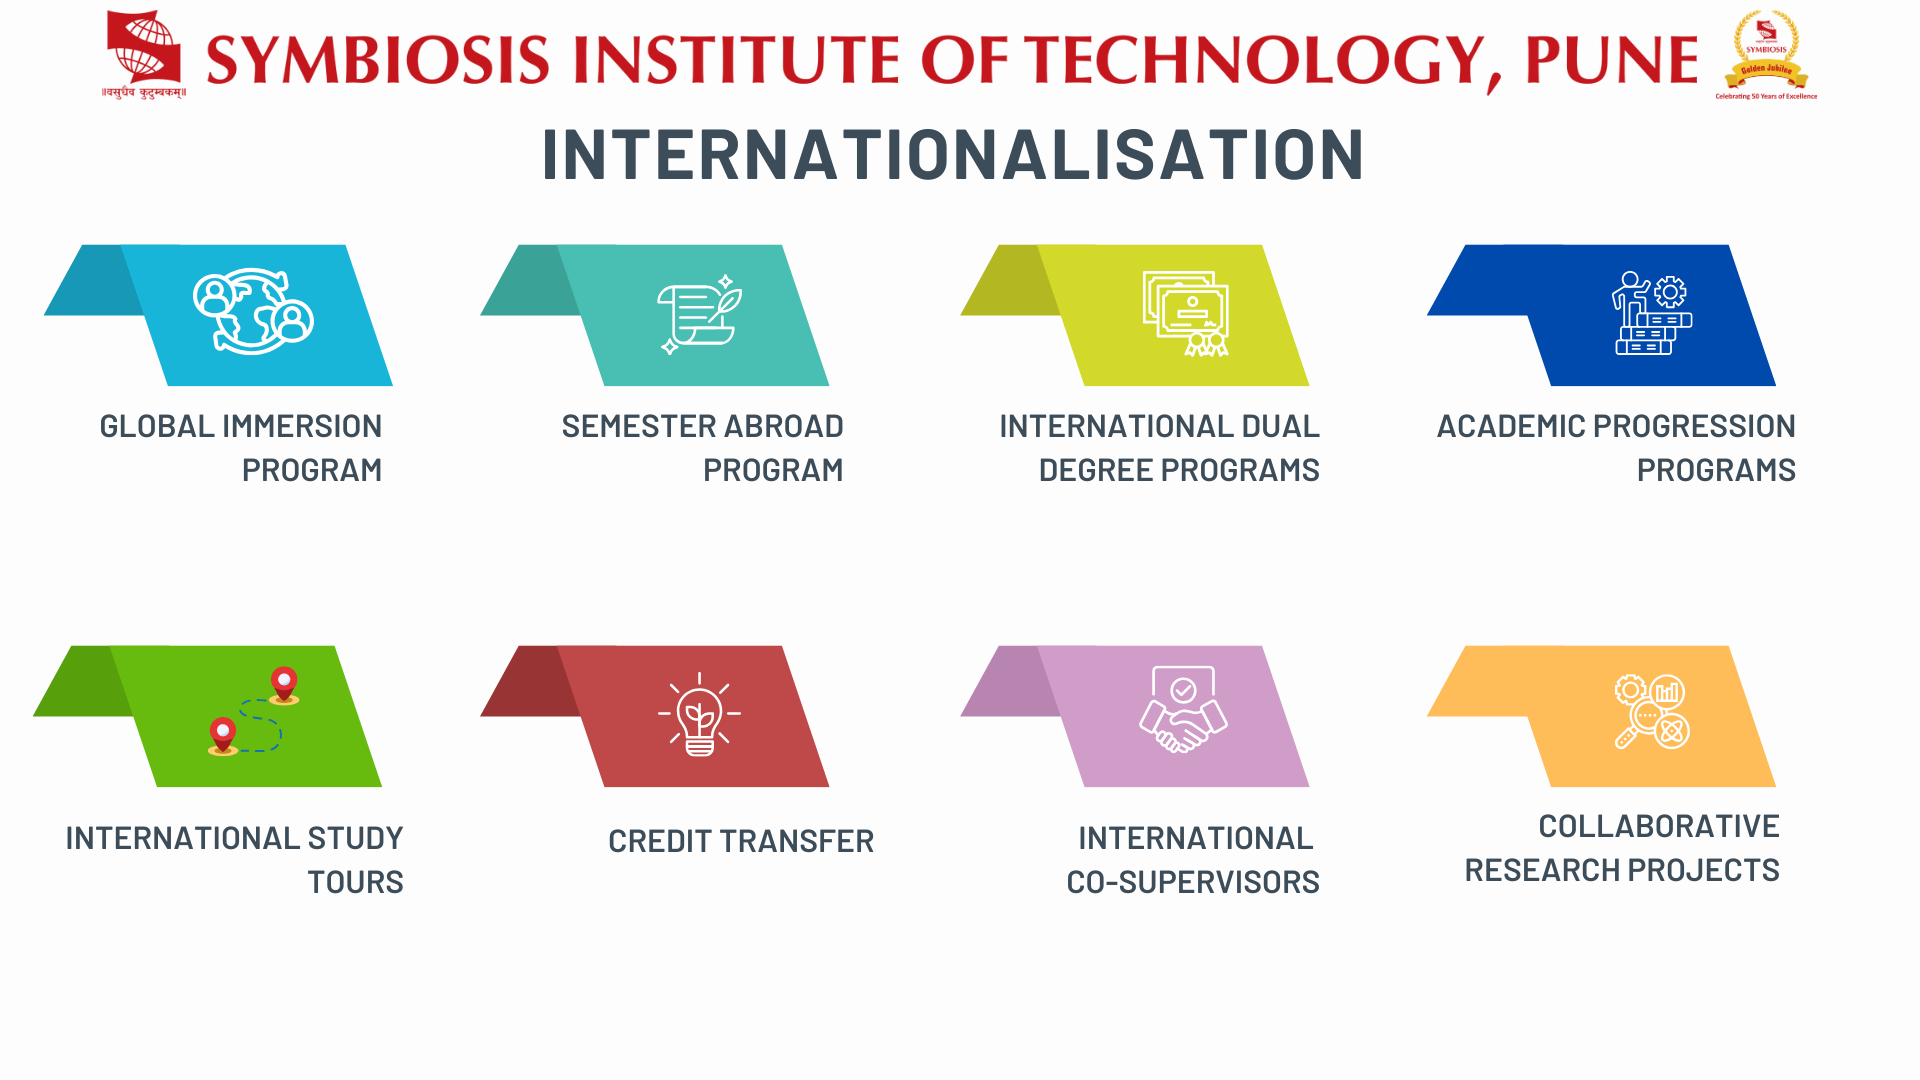 SYMBIOSIS INSTITUTE OF TECHNOLOGY, PUNE
॥वसुधैव कुटुम्बकम्॥
SYMBIOSIS
Golden Jubilee
Celebrating 50 Years of Excellence
INTERNATIONALISATION
GLOBAL IMMERSION
PROGRAM
SEMESTER ABROAD
PROGRAM
INTERNATIONAL DUAL
DEGREE PROGRAMS
ACADEMIC PROGRESSION
PROGRAMS
INTERNATIONAL STUDY
TOURS
CREDIT TRANSFER
INTERNATIONAL
CO-SUPERVISORS
COLLABORATIVE
RESEARCH PROJECTS